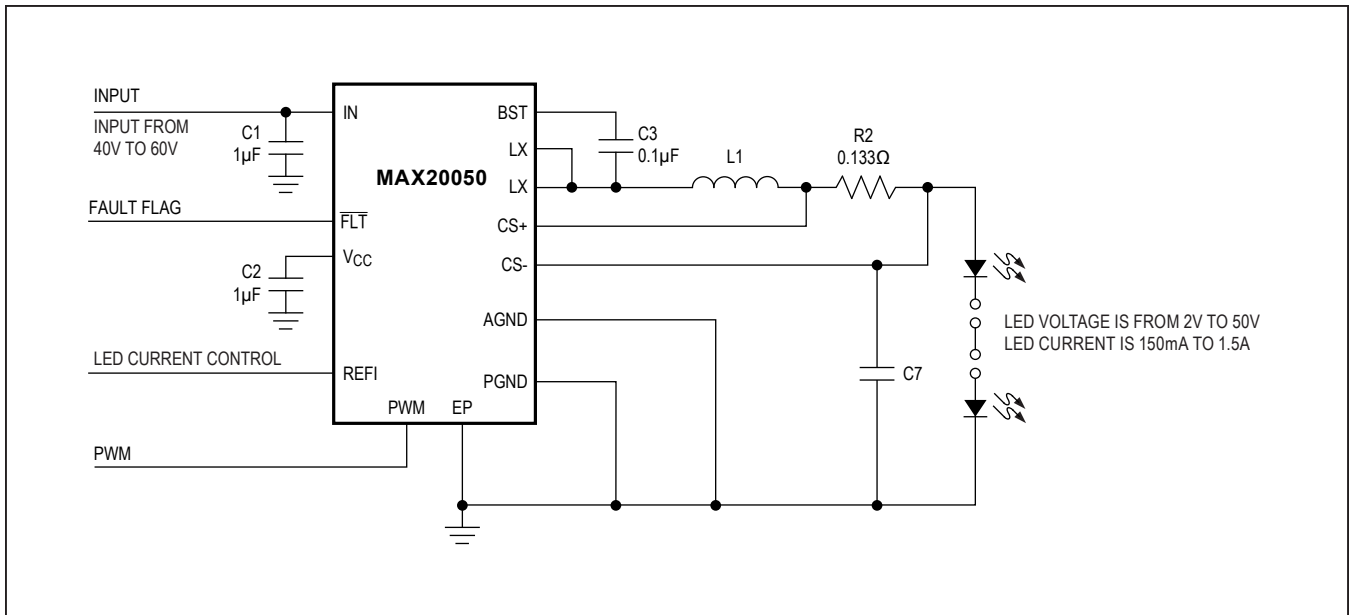 INPUT
INPUT FROM
40V TO 60V
C1
1µF
IN
FAULT FLAG
FLT
VCC
C2
1µF
LED CURRENT CONTROL
REFI
PWM
PWM
EP
MAX20050
BST
LX
LX
CS+
CS-
AGND
PGND
C3
0.1µF
L1
R2
0.133Ω
C7
LED VOLTAGE IS FROM 2V TO 50V
LED CURRENT IS 150mA TO 1.5A